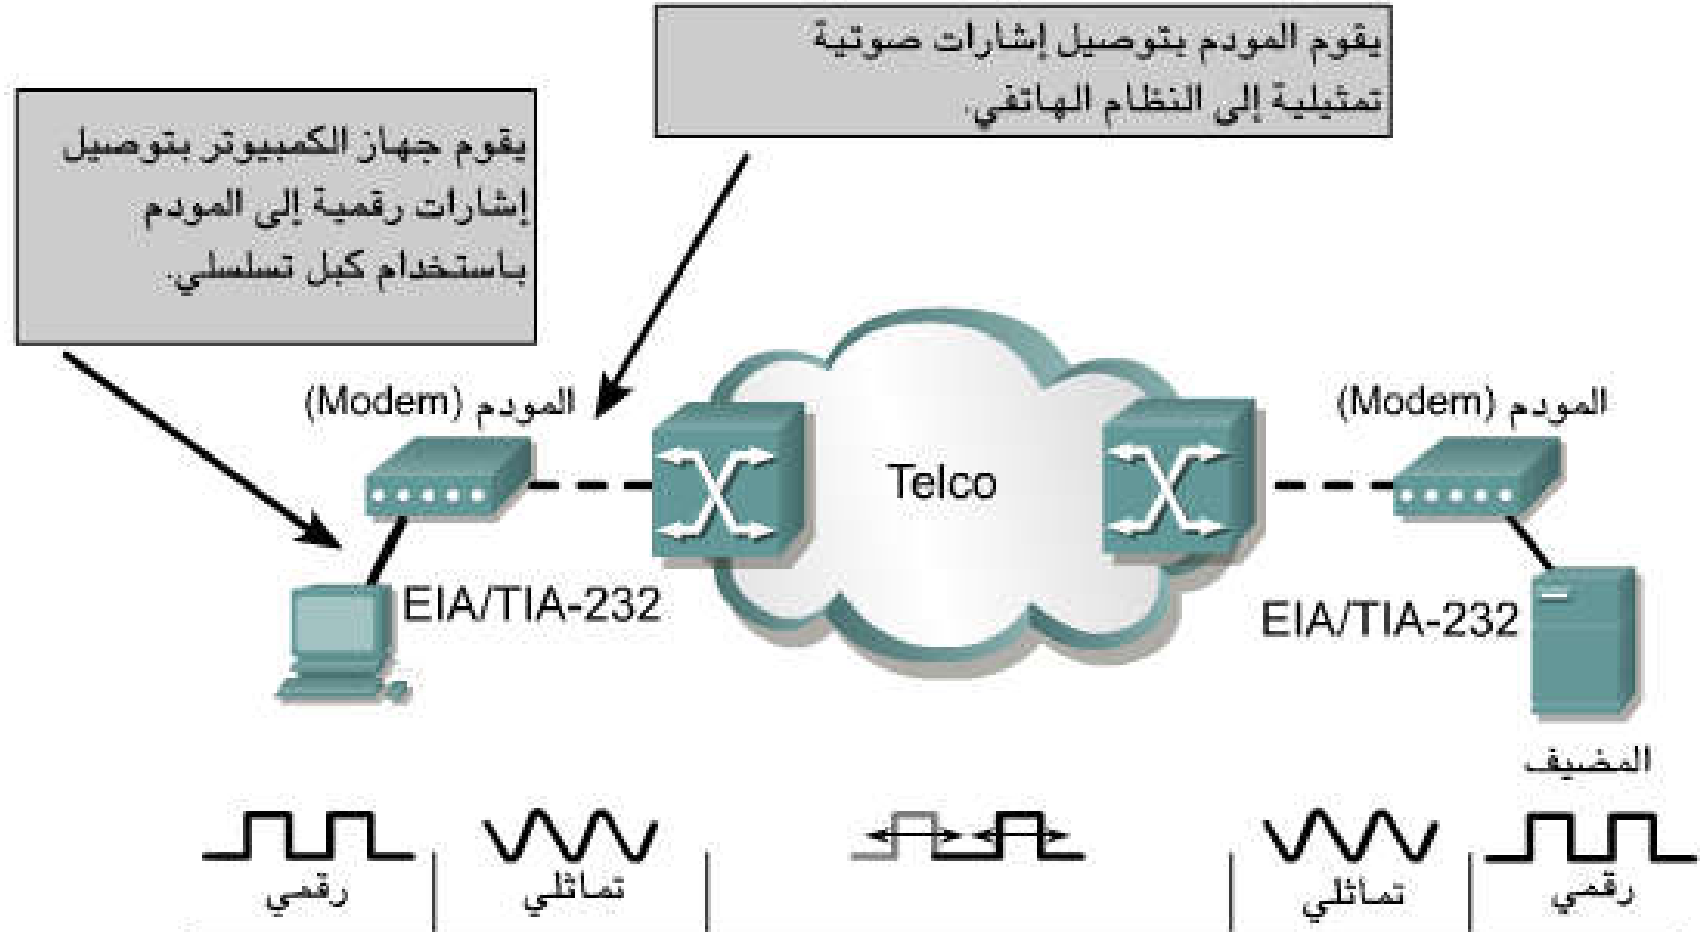 يقوم المودم بتوصيل إشارات صوتية
تمثيلية إلى النظام الهاتفي.
يقوم جهاز الكمبيوتر بتوصيل
إشارات رقمية إلى المودم
باستخدام كبل تسلسلي.
المودم (Modem)
المودم (Modem)
Telco
EIA/TIA-232
EIA/TIA-232
المضيف
رقمي
تماثلي
تماثلي
رقمي